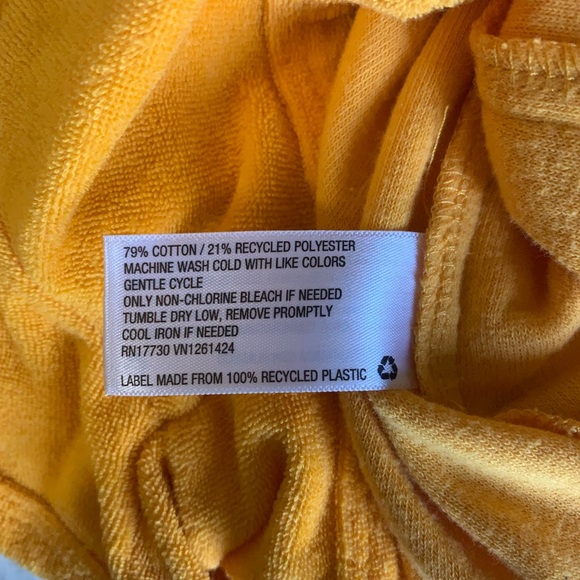 79% COTTON / 21% RECYCLED POLYESTER
MACHINE WASH COLD WITH LIKE COLORS
GENTLE CYCLE
ONLY NON-CHLORINE BLEACH IF NEEDED
TUMBLE DRY LOW, REMOVE PROMPTLY
COOL IRON IF NEEDED
RN17730 VN1261424
LABEL MADE FROM 100% RECYCLED PLASTIC